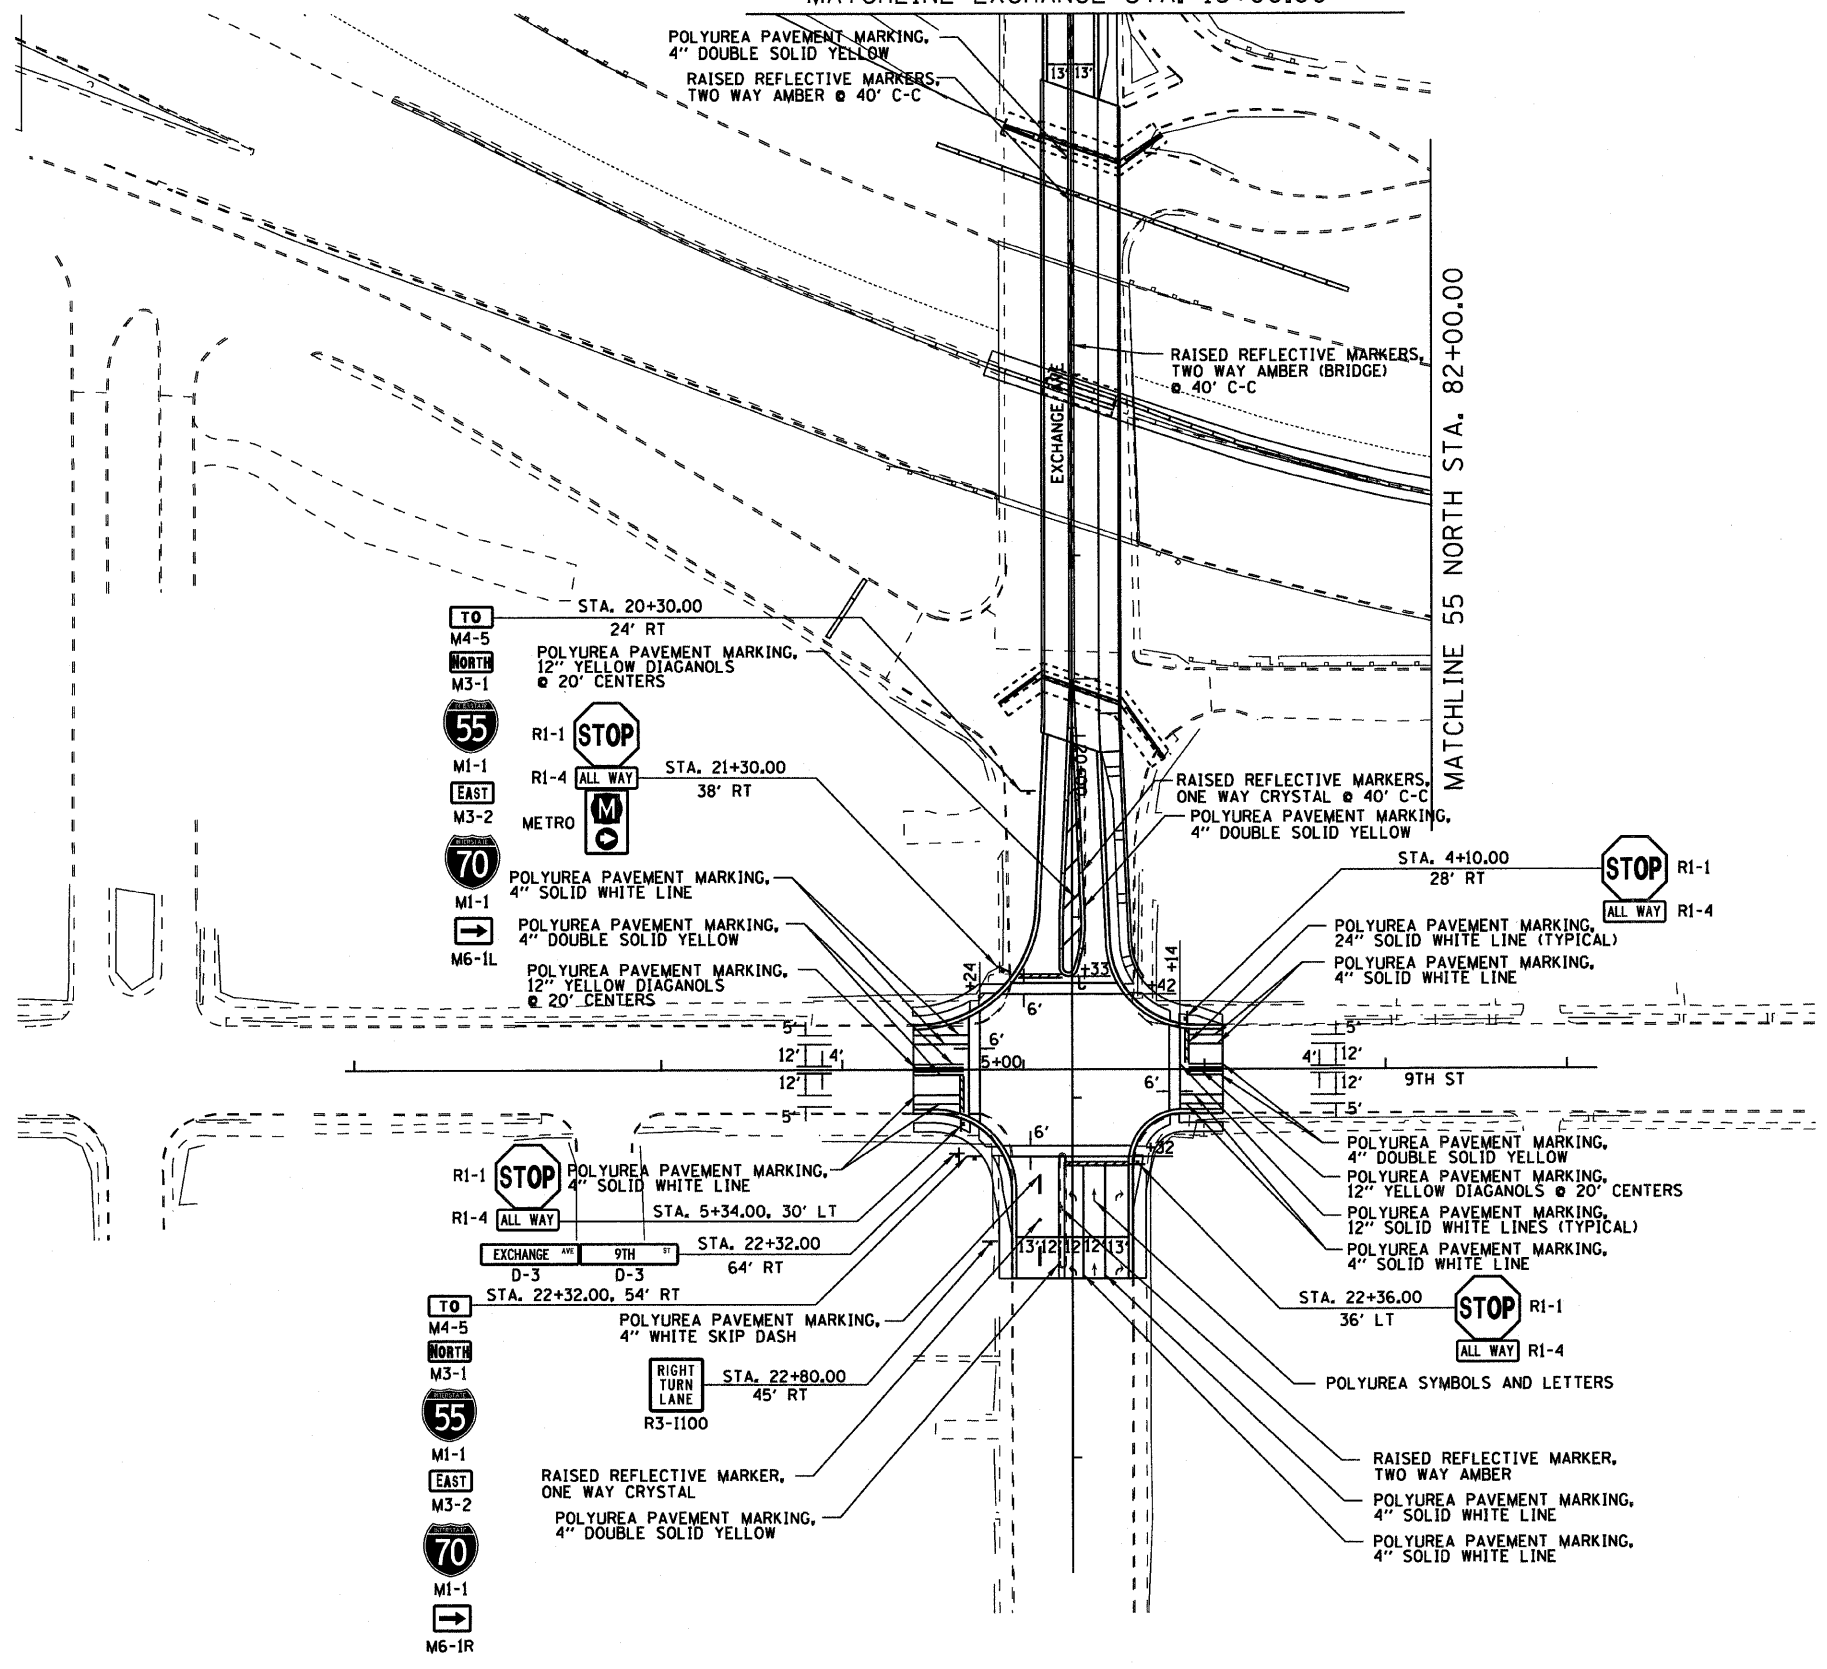 POLYUREA PAVEMENT MARKING,
4" DOUBLE SOLID YELLOW
RAISED REFLECTIVE MARKERS,
TWO WAY AMBER @ 40' C-C
13' 13'
MATCHLINE 55 NORTH STA. 82+00.00
RAISED REFLECTIVE MARKERS,
TWO WAY AMBER (BRIDGE)
@ 40' C-C
EXCHANGE AVE
TO
M4-5
STA. 20+30.00
24' RT
NORTH
M3-1
POLYUREA PAVEMENT MARKING,
12" YELLOW DIAGANOLS
@ 20' CENTERS
INTERSTATE
55
M1-1
R1-1
STOP
R1-4
ALL WAY
STA. 21+30.00
38' RT
EAST
M3-2
METRO
M
20+00
RAISED REFLECTIVE MARKERS,
ONE WAY CRYSTAL @ 40' C-C
POLYUREA PAVEMENT MARKING,
4" DOUBLE SOLID YELLOW
INTERSTATE
70
M1-1
M6-1L
POLYUREA PAVEMENT MARKING,
4" SOLID WHITE LINE
POLYUREA PAVEMENT MARKING,
4" DOUBLE SOLID YELLOW
POLYUREA PAVEMENT MARKING,
12" YELLOW DIAGANOLS
@ 20' CENTERS
STA. 4+10.00
28' RT
STOP
R1-1
ALL WAY
R1-4
POLYUREA PAVEMENT MARKING,
24" SOLID WHITE LINE (TYPICAL)
POLYUREA PAVEMENT MARKING,
4" SOLID WHITE LINE
+24
+33
+14
+42
6'
5'
12'
4'
12'
5'
6'
5+00
6'
5'
4'
12'
12'
5'
9TH ST
6'
+32
POLYUREA PAVEMENT MARKING,
4" DOUBLE SOLID YELLOW
POLYUREA PAVEMENT MARKING,
12" YELLOW DIAGANOLS @ 20' CENTERS
POLYUREA PAVEMENT MARKING,
12" SOLID WHITE LINES (TYPICAL)
POLYUREA PAVEMENT MARKING,
4" SOLID WHITE LINE
R1-1
STOP
POLYUREA PAVEMENT MARKING,
4" SOLID WHITE LINE
R1-4
ALL WAY
STA. 5+34.00, 30' LT
EXCHANGE AVE
9TH ST
D-3
D-3
STA. 22+32.00
64' RT
13' 12' 12' 12' 13'
STA. 22+32.00, 54' RT
TO
M4-5
NORTH
M3-1
INTERSTATE
55
M1-1
EAST
M3-2
INTERSTATE
70
M1-1
M6-1R
POLYUREA PAVEMENT MARKING,
4" WHITE SKIP DASH
RIGHT
TURN
LANE
R3-I100
STA. 22+80.00
45' RT
RAISED REFLECTIVE MARKER,
ONE WAY CRYSTAL
POLYUREA PAVEMENT MARKING,
4" DOUBLE SOLID YELLOW
STA. 22+36.00
36' LT
STOP
R1-1
ALL WAY
R1-4
POLYUREA SYMBOLS AND LETTERS
RAISED REFLECTIVE MARKER,
TWO WAY AMBER
POLYUREA PAVEMENT MARKING,
4" SOLID WHITE LINE
POLYUREA PAVEMENT MARKING,
4" SOLID WHITE LINE